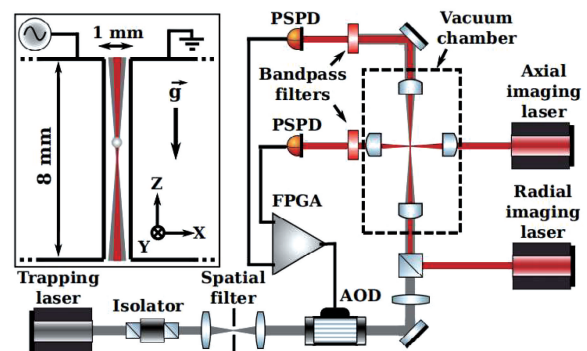 1 mm
8 mm
g
Z
Y
X
PSPD
Bandpass
filters
PSPD
FPGA
Vacuum
chamber
Axial
imaging
laser
Radial
imaging
laser
Trapping
laser
Isolator
Spatial
filter
AOD